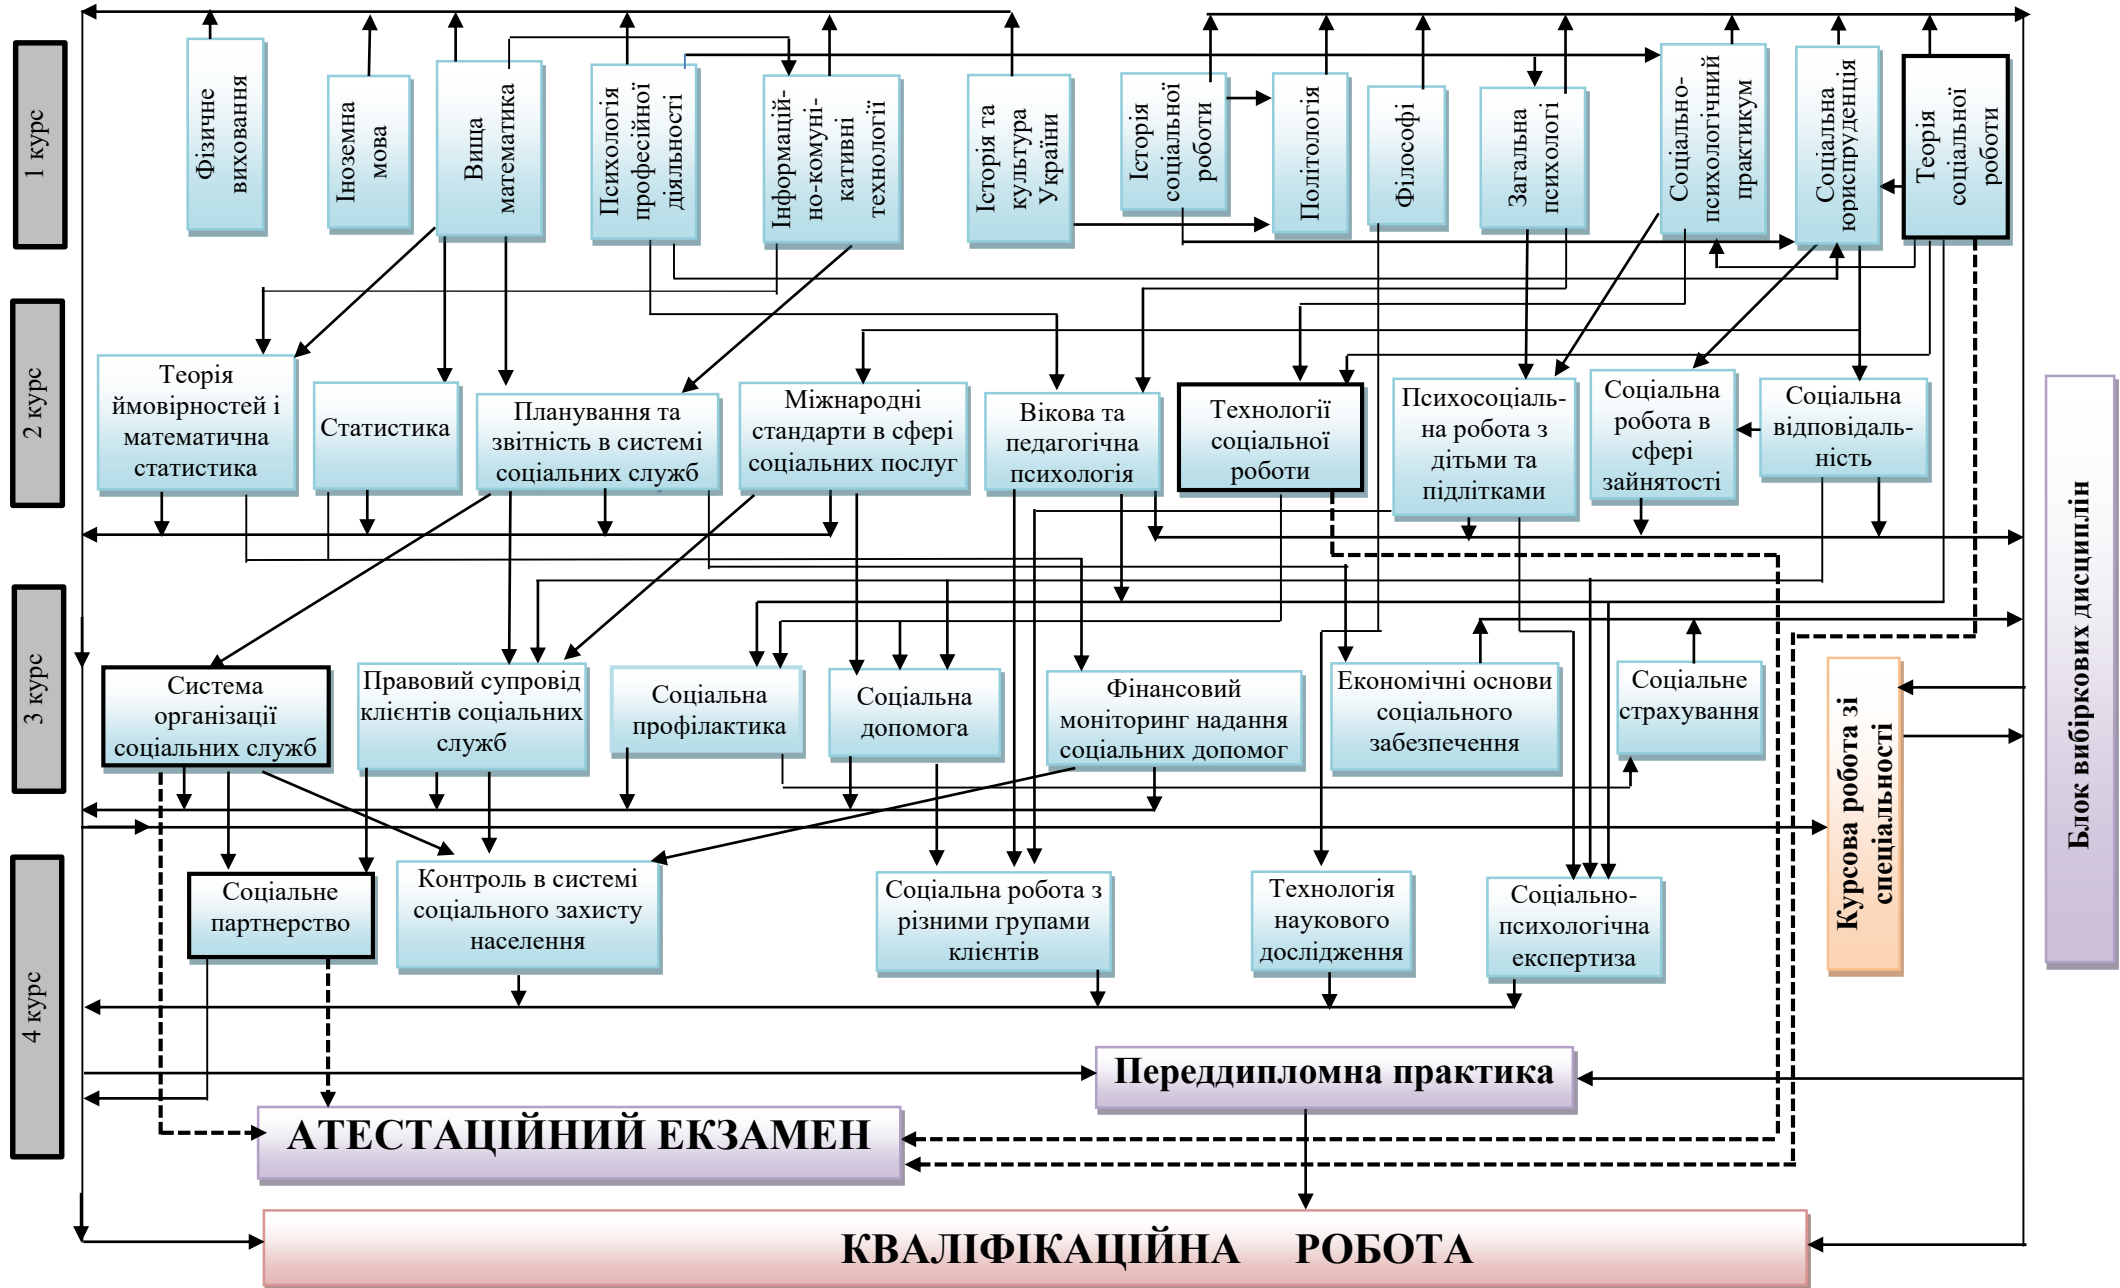 1 курс
Фізичне
виховання
Іноземна
мова
Вища
математика
Психологія
професійної
діяльності
Інформацій-
но-комуні-
кативні
технології
Історія та
культура
України
Історія
соціальної
роботи
Політологія
Філософі
Загальна
психологі
Соціально-
психологічний
практикум
Соціальна
юриспруденція
Теорія
соціальної
роботи
2 курс
Теорія
ймовірностей і
математична
статистика
Статистика
Планування та
звітність в системі
соціальних служб
Міжнародні
стандарти в сфері
соціальних послуг
Вікова та
педагогічна
психологія
Технології
соціальної
роботи
Психосоціаль-
на робота з
дітьми та
підлітками
Соціальна
робота в
сфері
зайнятості
Соціальна
відповідаль-
ність
Блок вибіркових дисциплін
3 курс
Система
організації
соціальних служб
Правовий супровід
клієнтів соціальних
служб
Соціальна
профілактика
Соціальна
допомога
Фінансовий
моніторинг надання
соціальних допомог
Економічні основи
соціального
забезпечення
Соціальне
страхування
Курсова робота зі
спеціальності
4 курс
Соціальне
партнерство
Контроль в системі
соціального захисту
населення
Соціальна робота з
різними групами
клієнтів
Технологія
наукового
дослідження
Соціально-
психологічна
експертиза
Переддипломна практика
АТЕСТАЦІЙНИЙ ЕКЗАМЕН
КВАЛІФІКАЦІЙНА РОБОТА